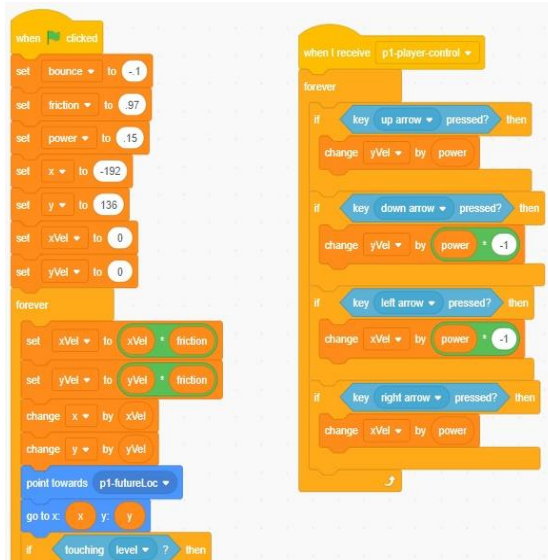 when clicked
set bounce to -.1
set friction to .97
set power to .15
set x to -192
set y to 136
set xVel to 0
set yVel to 0
forever
set xVel to xVel * friction
set yVel to yVel * friction
change x by xVel
change y by yVel
point towards p1-futureLoc
go to x: x y: y
if touching level ? then
when I receive p1-player-control
forever
if key up arrow pressed? then
change yVel by power
if key down arrow pressed? then
change yVel by power * -1
if key left arrow pressed? then
change xVel by power * -1
if key right arrow pressed? then
change xVel by power